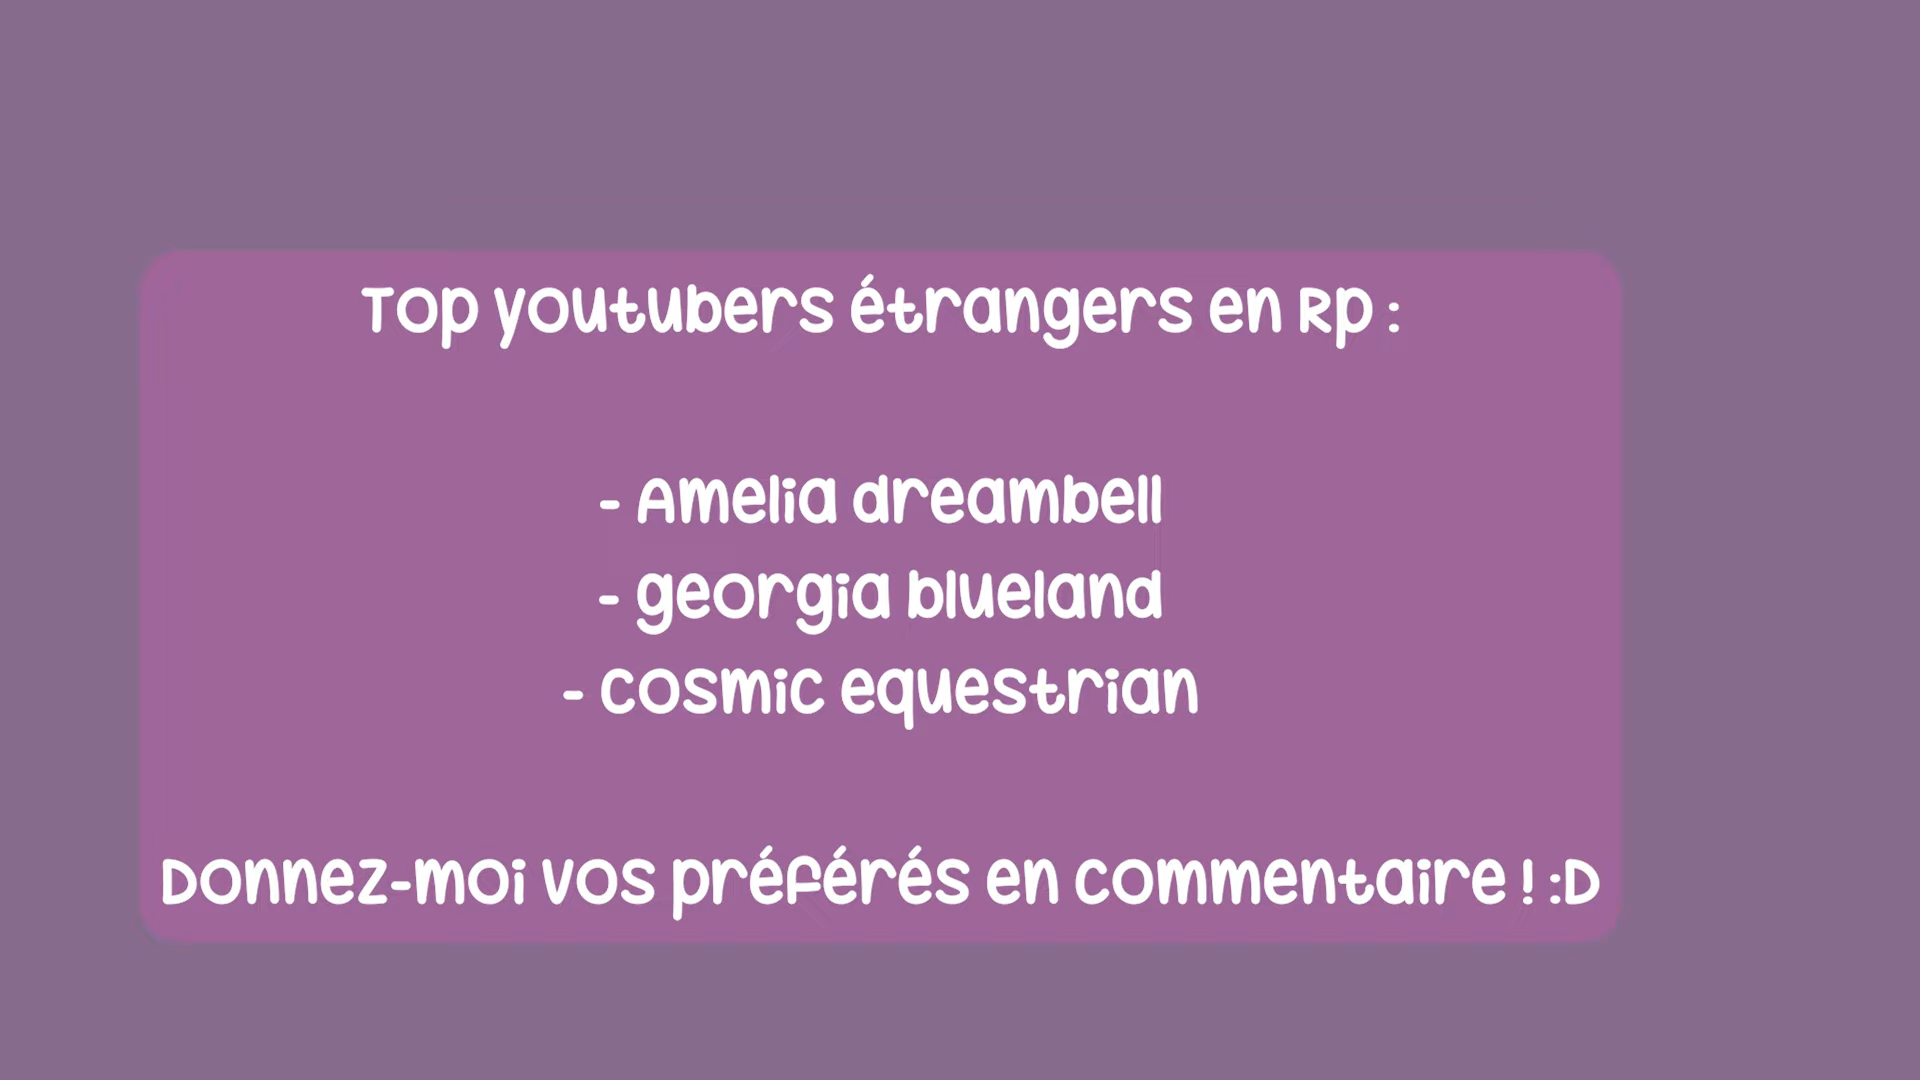 Top youtubers étrangers en Rp :
- Amelia dreambell
- georgia blueland
- cosmic equestrian
Donnez-moi vos préférés en commentaire ! :D